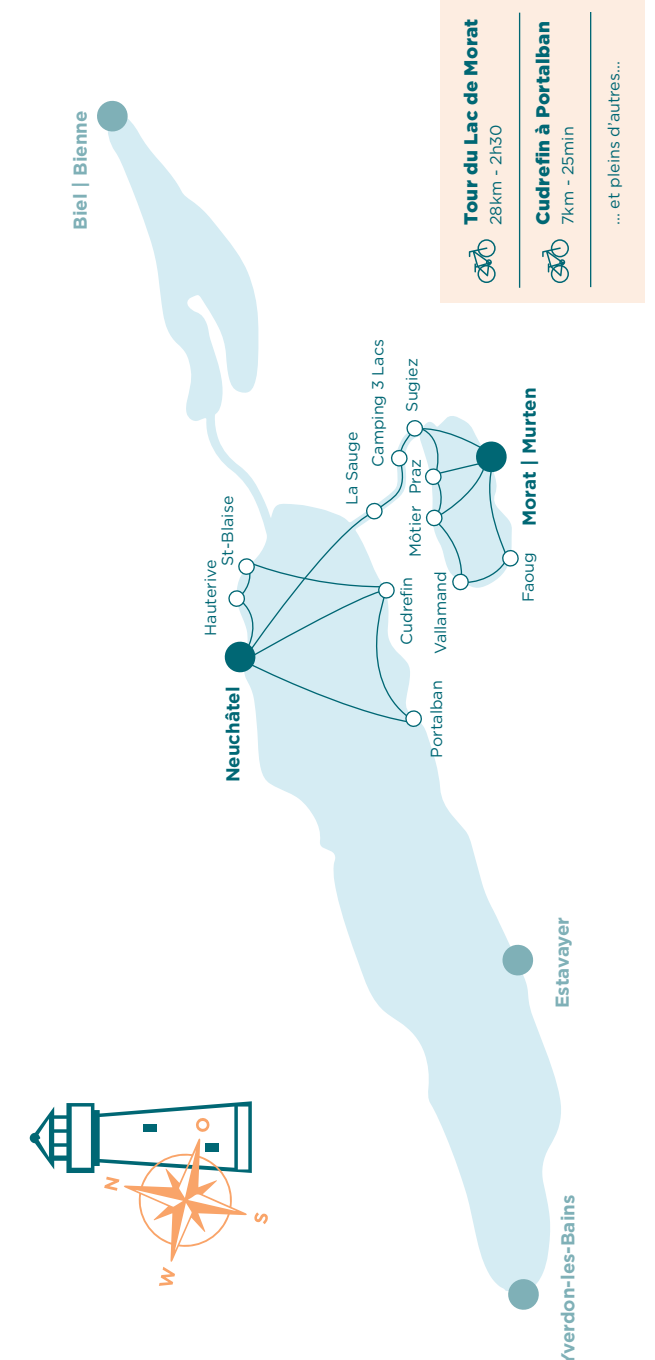 Tour du Lac de Morat
28km - 2h30
Cudrefin à Portalban
7km - 25min
... et pleins d'autres...
Biel | Bienne
St-Blaise
Hauterive
Neuchâtel
La Sauge
Camping 3 Lacs
Sugiez
Praz
Môtier
Morat | Murten
Cudrefin
Vallamand
Faoug
Portalban
Estavayer
Yverdon-les-Bains
N
O
S
W